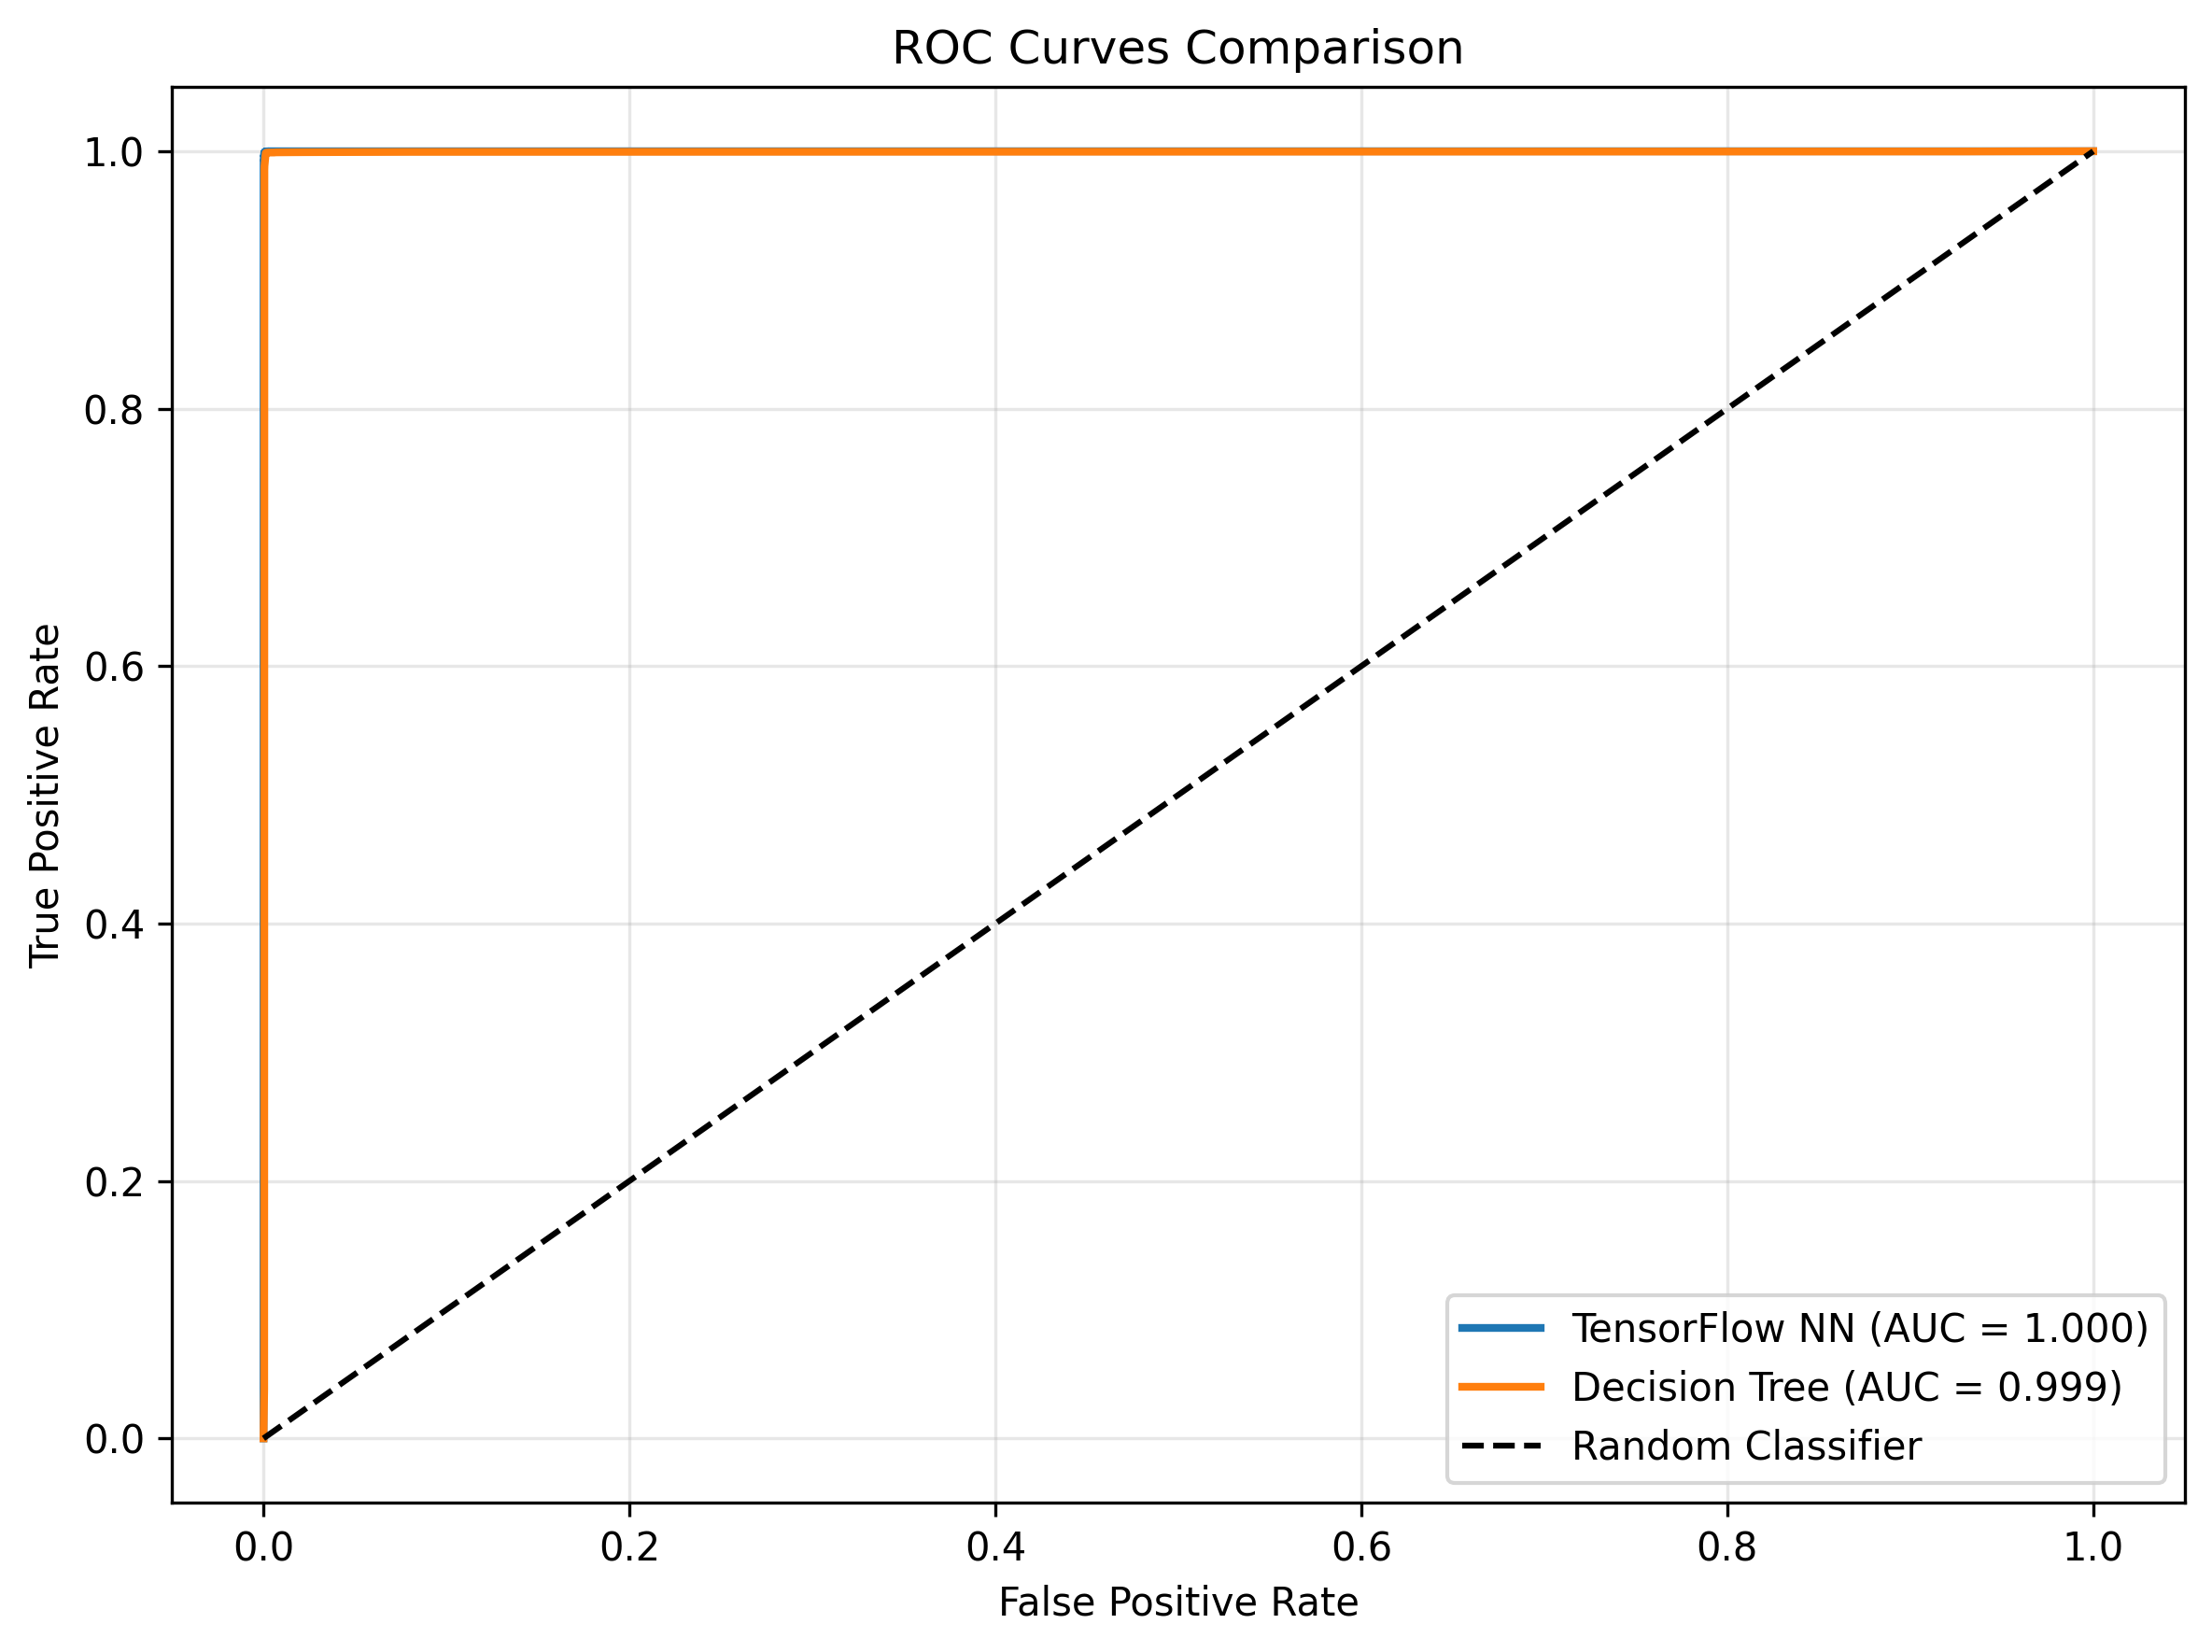 ROC Curves Comparison
True Positive Rate
1.0
0.8
0.6
0.4
0.2
0.0
TensorFlow NN (AUC = 1.000)
Decision Tree (AUC = 0.999)
Random Classifier
0.0 0.2 0.4 0.6 0.8 1.0
False Positive Rate